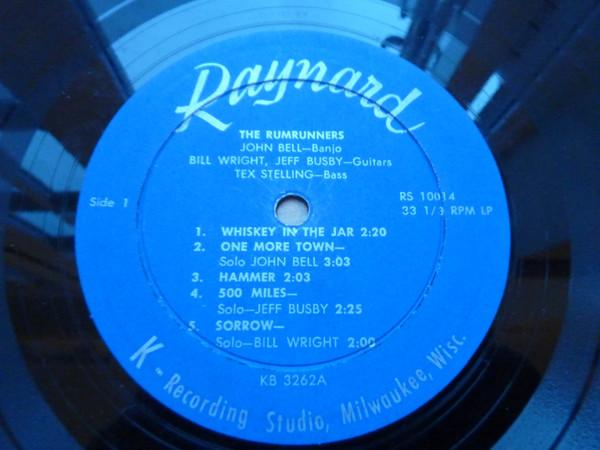 Raynard
THE RUMRUNNERS
JOHN BELL—Banjo
BILL WRIGHT, JEFF BUSBY—Guitars
TEX STELLING—Bass
Side 1
RS 10014
33 1/3 RPM LP
1. WHISKEY IN THE JAR 2:20
2. ONE MORE TOWN—
Solo JOHN BELL 3:03
3. HAMMER 2:03
4. 500 MILES—
Solo—JEFF BUSBY 2:25
5. SORROW—
Solo—BILL WRIGHT 2:00
KB 3262A
K - Recording Studio, Milwaukee, Wisc.